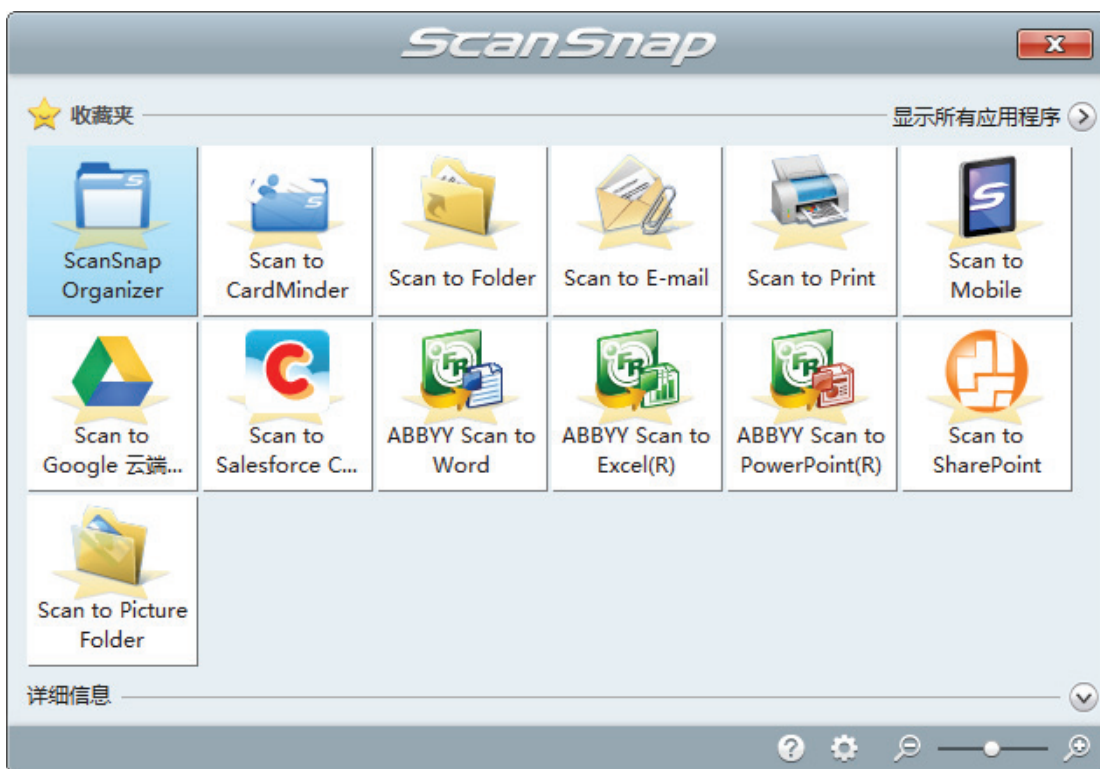 ScanSnap
收藏夹
显示所有应用程序
ScanSnap
Organizer
Scan to
CardMinder
Scan to Folder
Scan to E-mail
Scan to Print
Scan to
Mobile
Scan to
Google 云端...
Scan to
Salesforce C...
ABBYY Scan to
Word
ABBYY Scan to
Excel(R)
ABBYY Scan to
PowerPoint(R)
Scan to
SharePoint
Scan to Picture
Folder
详细信息